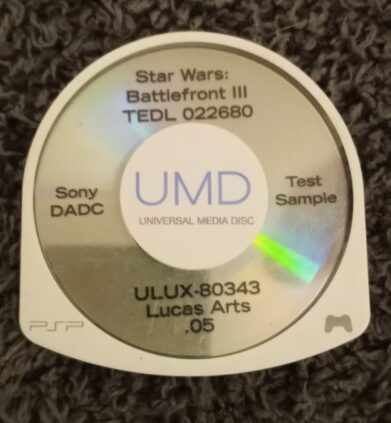 Star Wars:
Battlefront III
TEDL 022680
Sony
DADC
UMD
UNIVERSAL MEDIA DISC
Test
Sample
ULUX-80343
Lucas Arts
.05
PSP